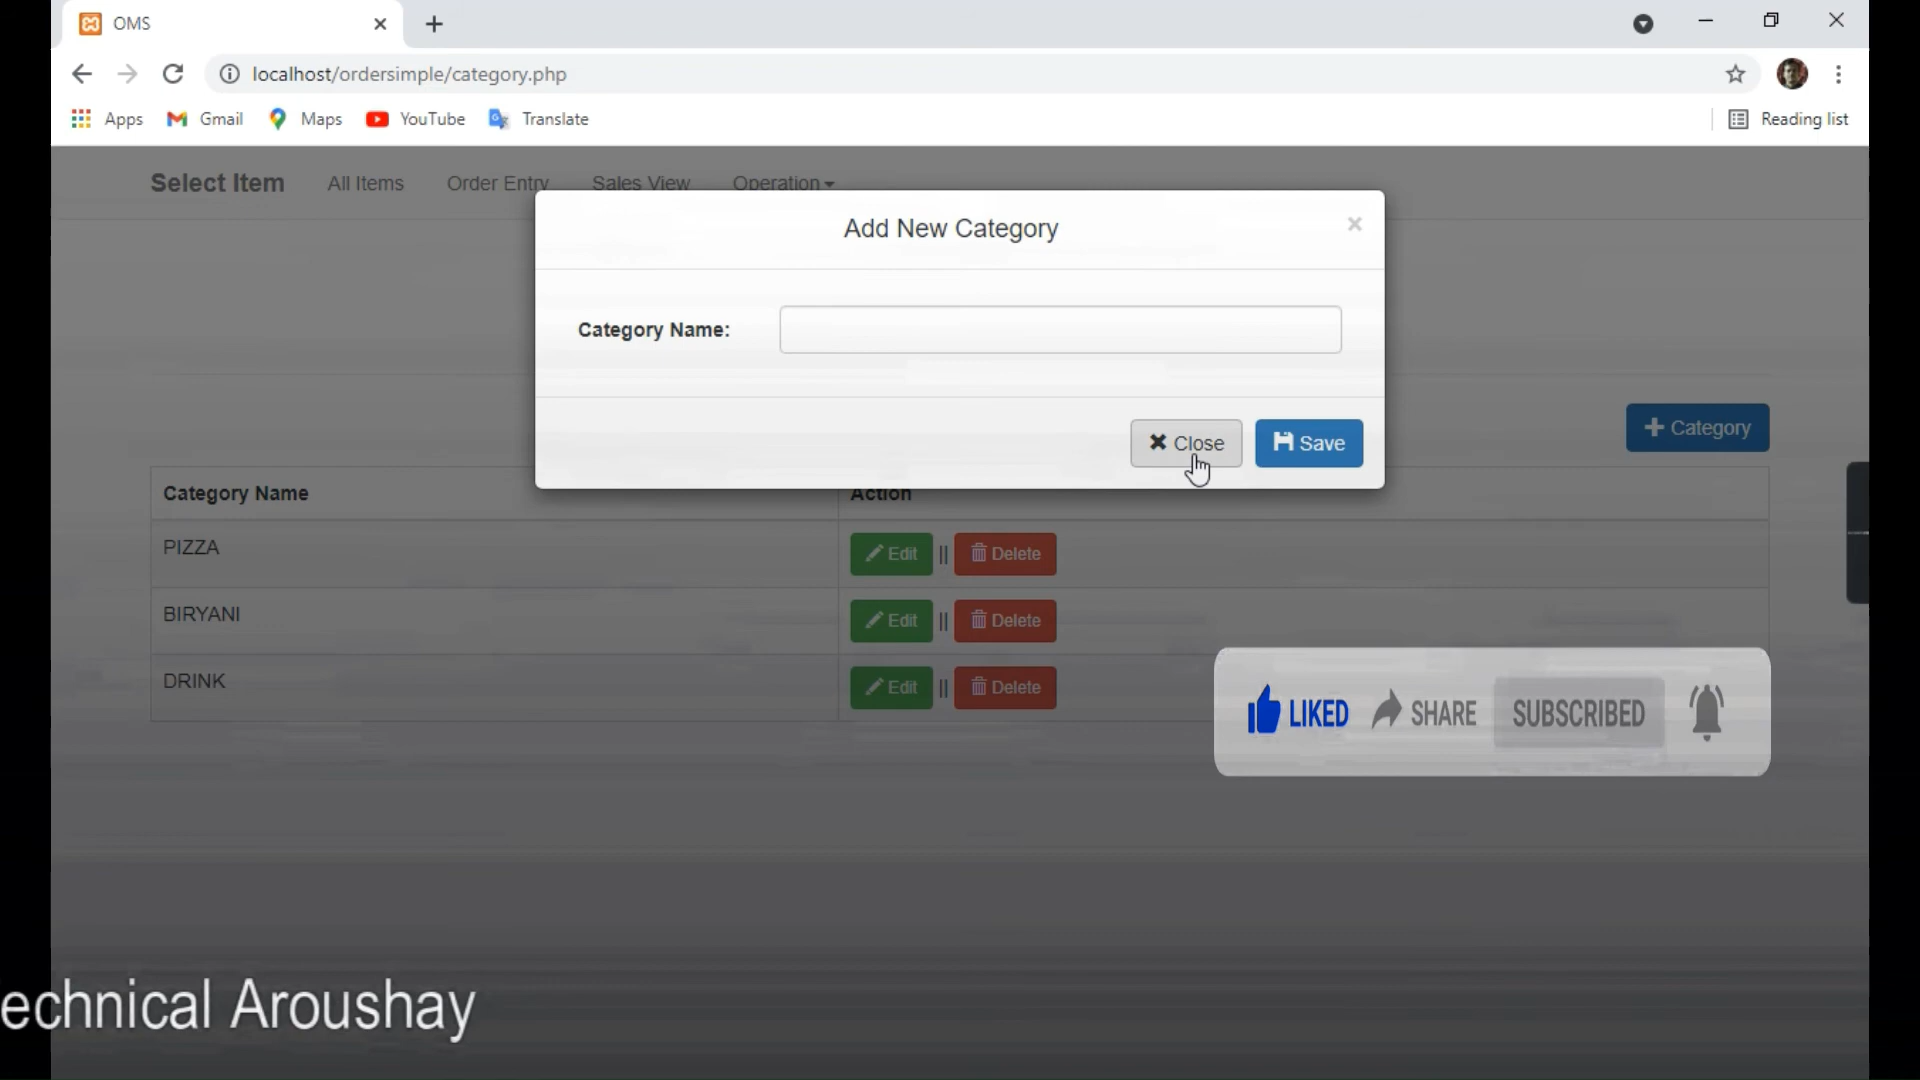 OMS
localhost/ordersimple/category.php
Apps Gmail Maps YouTube Translate Reading list
Select Item All Items Order Entry Sales View Operation
Add New Category ×
Category Name:
Close Save
+ Category
Category Name Action
PIZZA Edit || Delete
BIRYANI Edit || Delete
DRINK Edit || Delete
LIKED SHARE SUBSCRIBED
echnical Aroushay